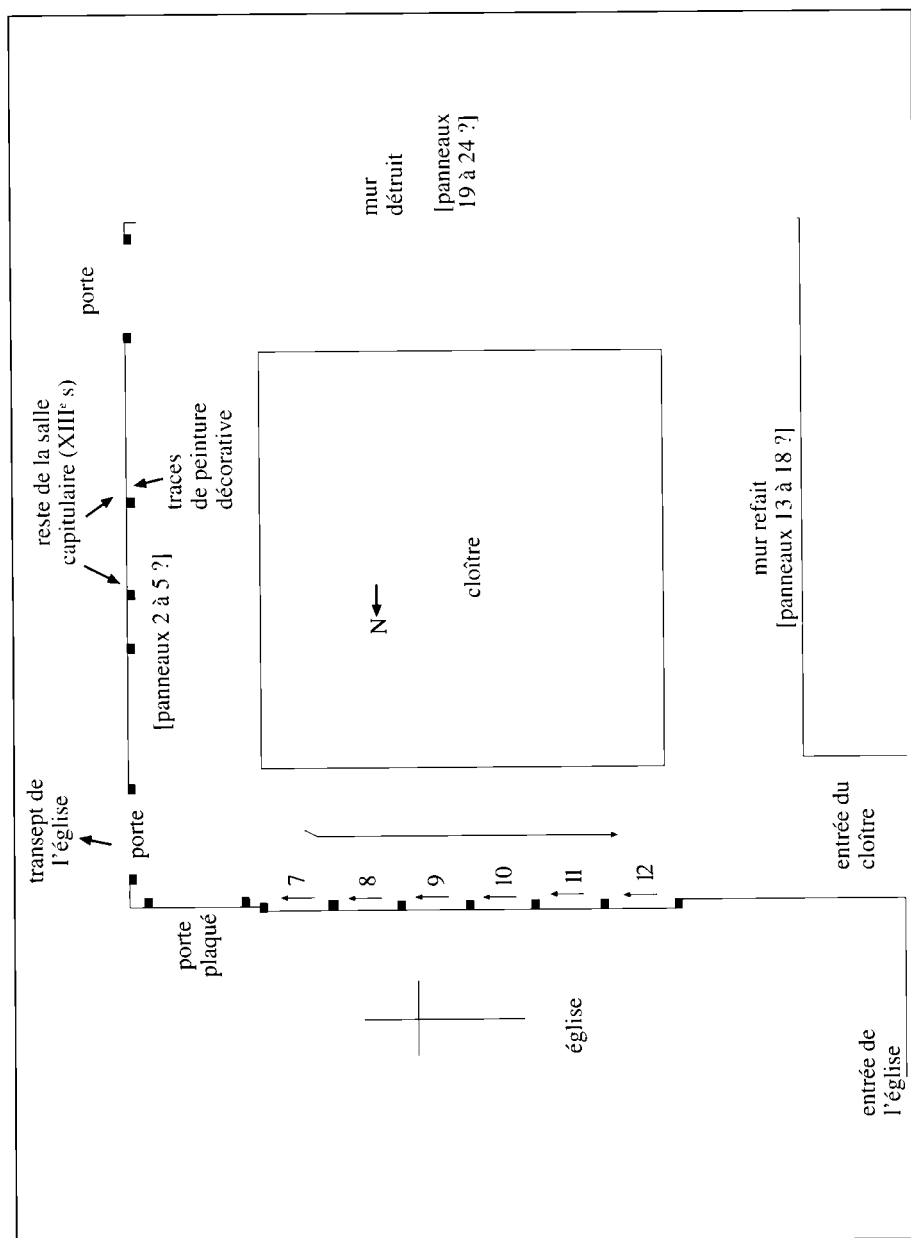 transept de
l'église
porte
reste de la salle
capitulaire (XIIIe s)
porte
[panneaux 2 à 5 ?]
traces
de peinture
décorative
mur
détruit
[panneaux
19 à 24 ?]
porte
plaqué
7
8
9
10
11
12
N
cloître
église
mur refait
[panneaux 13 à 18 ?]
entrée du
cloître
entrée de
l'église